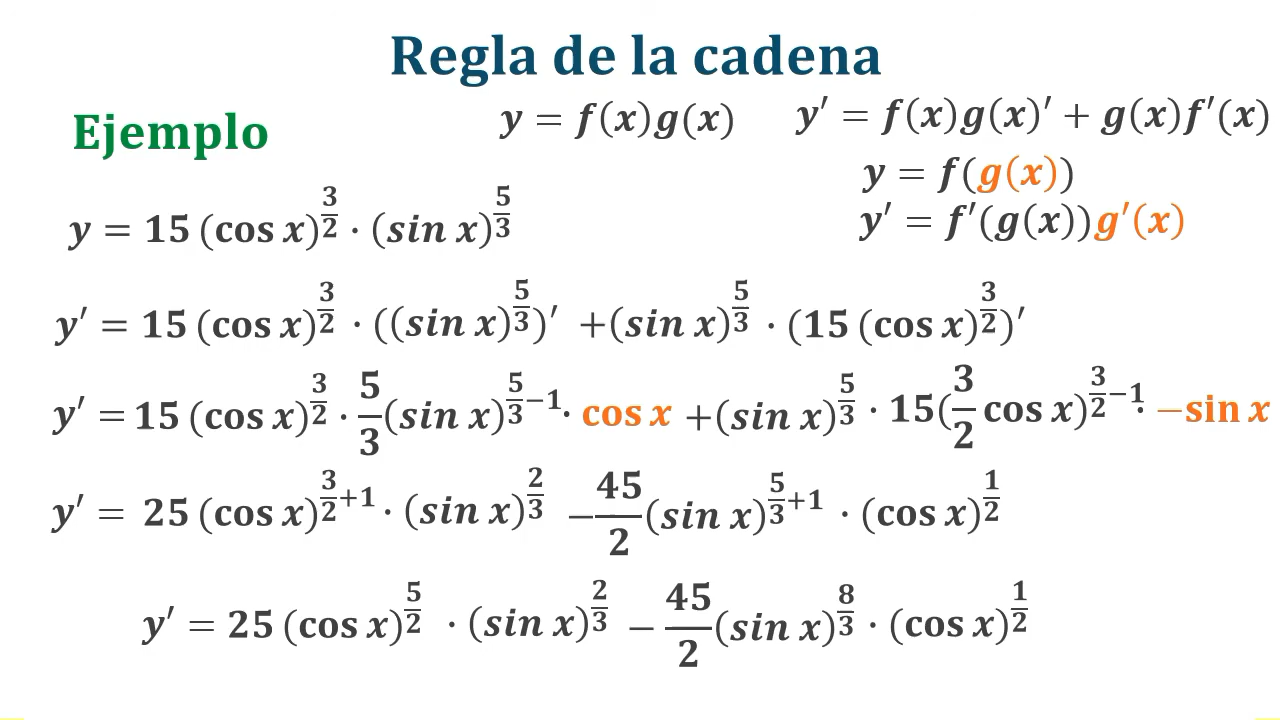 Regla de la cadena
Ejemplo
y = f(x)g(x)
y′ = f(x)g(x)′ + g(x)f′(x)
y = f(g(x))
y′ = f′(g(x))g′(x)
y = 15 (cos x)^(3/2) · (sin x)^(5/3)
y′ = 15 (cos x)^(3/2) · ((sin x)^(5/3))′ +(sin x)^(5/3) · (15 (cos x)^(3/2))′
y′ = 15 (cos x)^(3/2) · 5/3 (sin x)^(5/3−1) · cos x +(sin x)^(5/3) · 15(3/2 cos x)^(3/2−1) · −sin x
y′ = 25 (cos x)^(3/2+1) · (sin x)^(2/3) −45/2 (sin x)^(5/3+1) · (cos x)^(1/2)
y′ = 25 (cos x)^(5/2) · (sin x)^(2/3) − 45/2 (sin x)^(8/3) · (cos x)^(1/2)